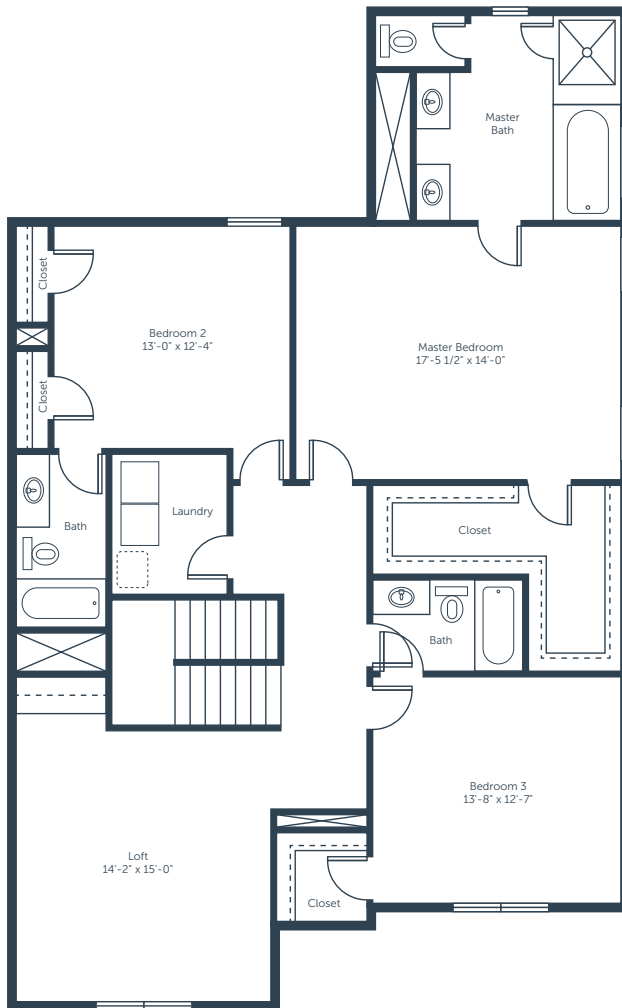 Master
Bath
Closet
Bedroom 2
13'-0" x 12'-4"
Master Bedroom
17'-5 1/2" x 14'-0"
Closet
Bath
Laundry
Closet
Bath
Bedroom 3
13'-8" x 12'-7"
Loft
14'-2" x 15'-0"
Closet